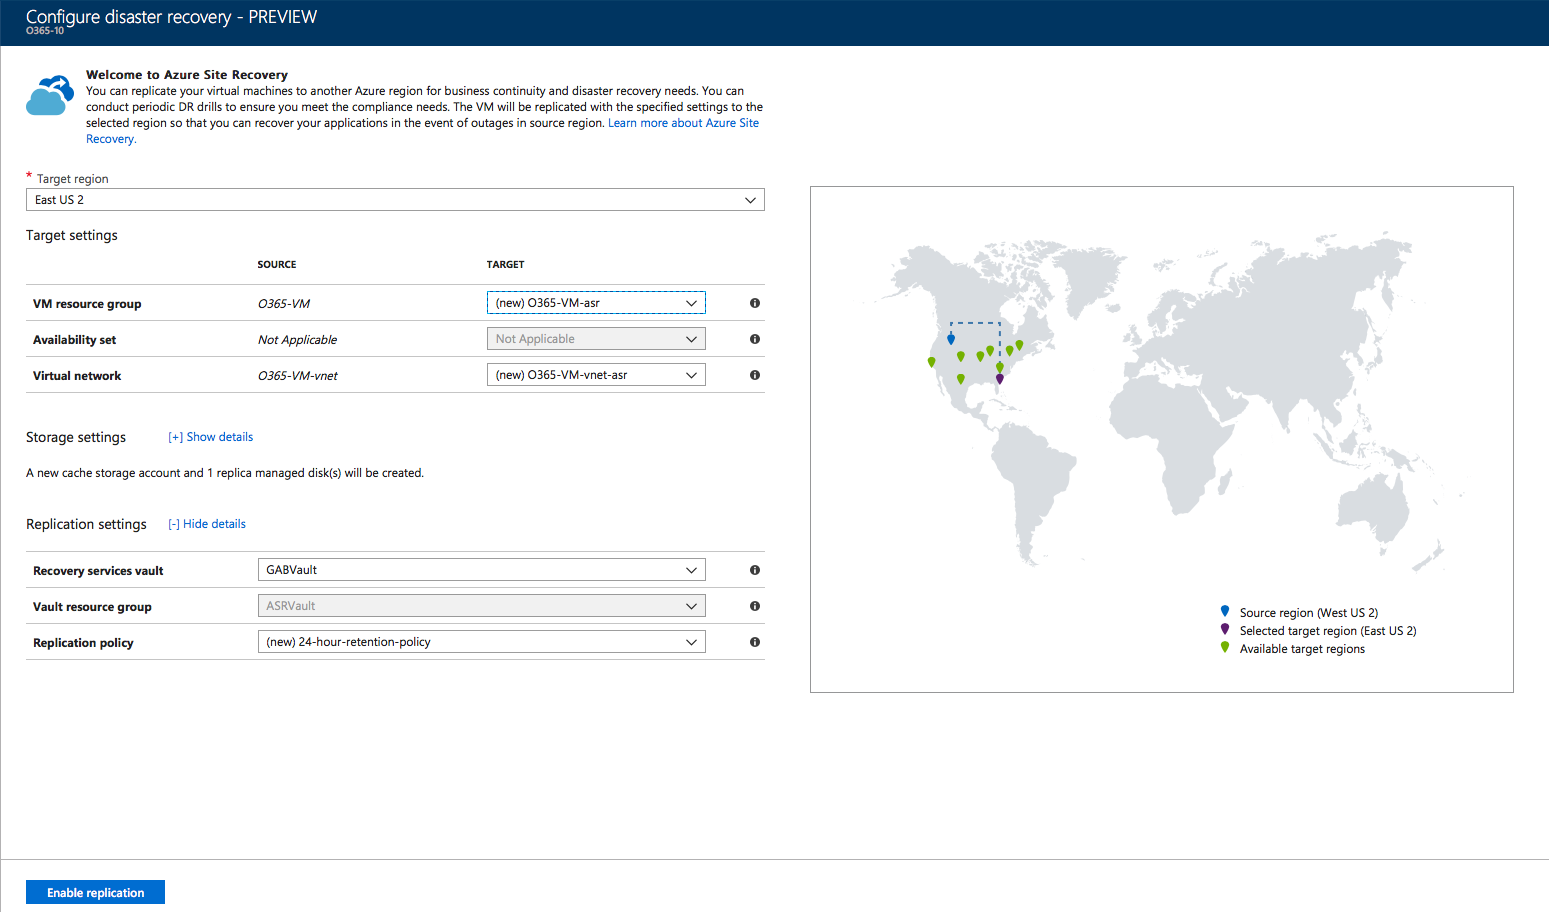 Configure disaster recovery - PREVIEW
O365-10
Welcome to Azure Site Recovery
You can replicate your virtual machines to another Azure region for business continuity and disaster recovery needs. You can
conduct periodic DR drills to ensure you meet the compliance needs. The VM will be replicated with the specified settings to the
selected region so that you can recover your applications in the event of outages in source region. Learn more about Azure Site
Recovery.
* Target region
East US 2
Target settings
SOURCE TARGET
VM resource group O365-VM (new) O365-VM-asr
Availability set Not Applicable Not Applicable
Virtual network O365-VM-vnet (new) O365-VM-vnet-asr
Storage settings [+] Show details
A new cache storage account and 1 replica managed disk(s) will be created.
Replication settings [-] Hide details
Recovery services vault GABVault
Vault resource group ASRVault
Replication policy (new) 24-hour-retention-policy
Source region (West US 2)
Selected target region (East US 2)
Available target regions
Enable replication